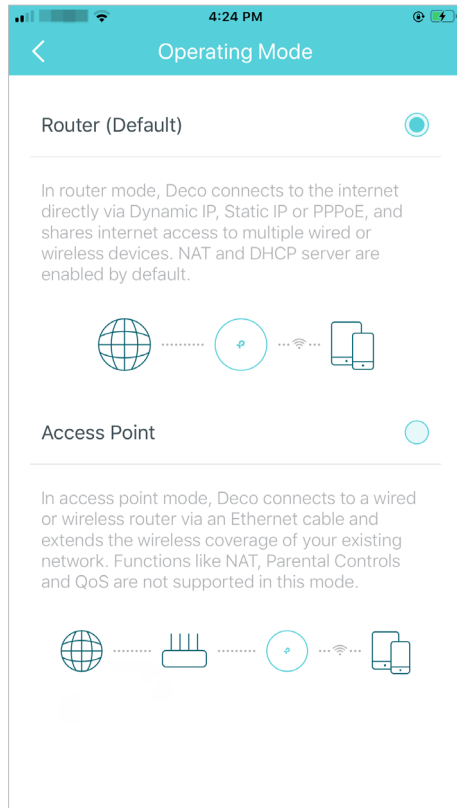 4:24 PM
Operating Mode
Router (Default)
In router mode, Deco connects to the internet
directly via Dynamic IP, Static IP or PPPoE, and
shares internet access to multiple wired or
wireless devices. NAT and DHCP server are
enabled by default.
Access Point
In access point mode, Deco connects to a wired
or wireless router via an Ethernet cable and
extends the wireless coverage of your existing
network. Functions like NAT, Parental Controls
and QoS are not supported in this mode.